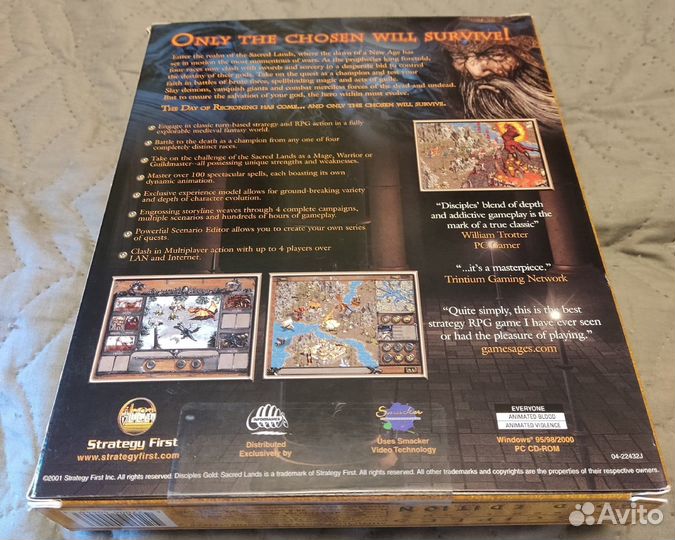 ONLY THE CHOSEN WILL SURVIVE!
Enter the realm of the Sacred Lands, where the dawn of a New Age has
set in motion the most momentous of wars. As the prophecies long foretold,
four races now clash with swords and sorcery in a desperate bid to control
the destiny of their gods. Take on the quest as a champion and test your
faith in battles of brute force, spellbinding magic and acts of guile.
Slay demons, vanquish giants and combat merciless forces of the dead and undead.
But to ensure the salvation of your god, the hero within must evolve.
THE DAY OF RECKONING HAS COME... AND ONLY THE CHOSEN WILL SURVIVE.
Engage in classic turn-based strategy and RPG action in a fully
explorable medieval fantasy world.
Battle to the death as a champion from any one of four
completely distinct races.
Take on the challenge of the Sacred Lands as a Mage, Warrior or
Guildmaster--all possessing unique strengths and weaknesses.
Master over 100 spectacular spells, each boasting its own
dynamic animation.
Exclusive experience model allows for ground-breaking variety
and depth of character evolution.
Engrossing storyline weaves through 4 complete campaigns,
multiple scenarios and hundreds of hours of gameplay.
Powerful Scenario Editor allows you to create your own series
of quests.
Clash in Multiplayer action with up to 4 players over
LAN and Internet.
"Disciples' blend of depth
and addictive gameplay is the
mark of a true classic"
William Trotter
PC Gamer
"...it's a masterpiece."
Trintium Gaming Network
"Quite simply, this is the best
strategy RPG game I have ever seen
or had the pleasure of playing."
gamesages.com
Strategy First
www.strategyfirst.com
Distributed
Exclusively by
Smacker
Uses Smacker
Video Technology
EVERYONE
ANIMATED BLOOD
ANIMATED VIOLENCE
Windows® 95/98/2000
PC CD-ROM
04-22432J
©2001 Strategy First Inc. All rights reserved. Disciples Gold: Sacred Lands is a trademark of Strategy First. All rights reserved. All other trademarks and copyrights are the properties of their respective owners.
EDITION
Avito